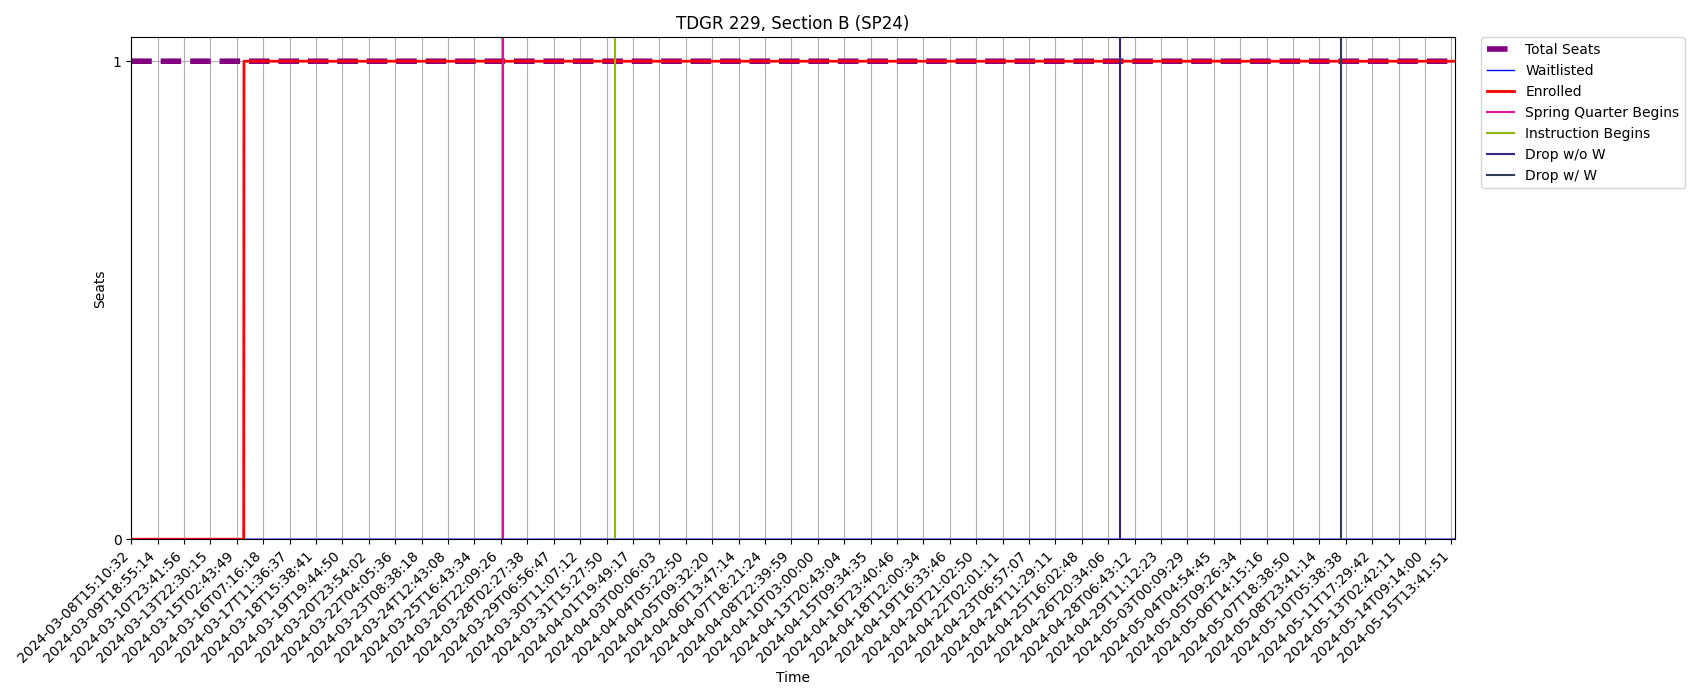 TDGR 229, Section B (SP24)
Total Seats
Waitlisted
Enrolled
Spring Quarter Begins
Instruction Begins
Drop w/o W
Drop w/ W
1
Seats
0
2024-03-08T15:10:32
2024-03-09T18:55:14
2024-03-10T23:41:56
2024-03-13T22:30:15
2024-03-15T02:43:49
2024-03-16T07:16:18
2024-03-17T11:36:37
2024-03-18T15:38:41
2024-03-19T19:44:50
2024-03-20T23:54:02
2024-03-22T04:05:36
2024-03-23T08:38:18
2024-03-24T12:43:08
2024-03-25T16:43:34
2024-03-26T22:09:26
2024-03-28T02:27:38
2024-03-29T06:56:47
2024-03-30T11:07:12
2024-03-31T15:27:50
2024-04-01T19:49:17
2024-04-03T00:06:03
2024-04-04T05:22:50
2024-04-05T09:32:20
2024-04-06T13:47:14
2024-04-07T18:21:24
2024-04-08T22:39:59
2024-04-10T03:00:00
2024-04-13T20:43:04
2024-04-15T09:34:35
2024-04-16T23:40:46
2024-04-18T12:00:34
2024-04-19T16:33:46
2024-04-20T21:02:50
2024-04-22T02:01:11
2024-04-23T06:57:07
2024-04-24T11:29:11
2024-04-25T16:02:48
2024-04-26T20:34:06
2024-04-28T06:43:12
2024-04-29T11:12:23
2024-05-03T00:09:29
2024-05-04T04:54:45
2024-05-05T09:26:34
2024-05-06T14:15:16
2024-05-07T18:38:50
2024-05-08T23:41:14
2024-05-10T05:38:38
2024-05-11T17:29:42
2024-05-13T02:42:11
2024-05-14T09:14:00
2024-05-15T13:41:51
Time